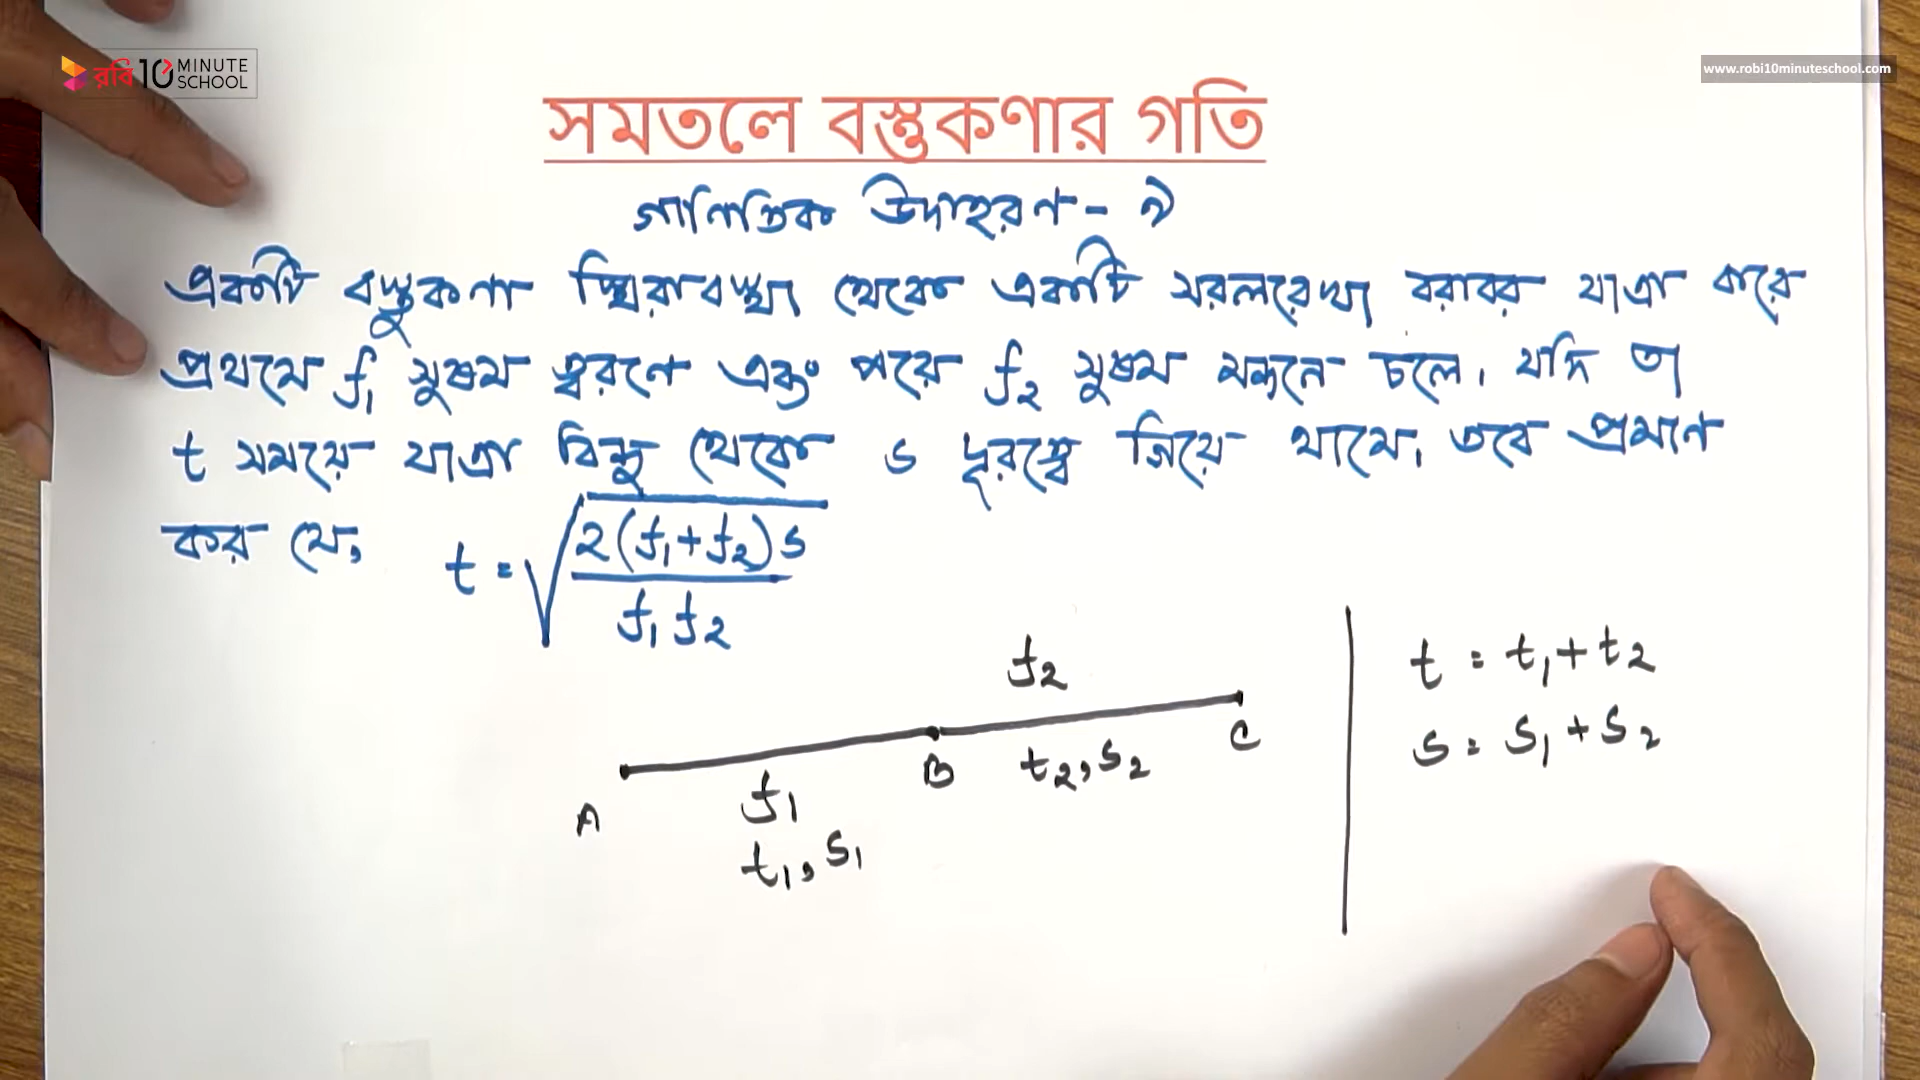 রবি 10 MINUTE SCHOOL
www.robi10minuteschool.com
সমতলে বস্তুকণার গতি
গাণিতিক উদাহরণ - ৯
একটি বস্তুকণা স্থিরাবস্থা থেকে একটি সরলরেখা বরাবর যাত্রা করে
প্রথমে f₁ সুষম ত্বরণে এবং পরে f₂ সুষম মন্দনে চলে। যদি তা
t সময়ে যাত্রা বিন্দু থেকে s দূরত্বে গিয়ে থামে, তবে প্রমাণ
কর যে, t = √(2(f₁+f₂)s / f₁f₂)
f₂
A B C
f₁ t₂, s₂
t₁, s₁
t = t₁ + t₂
s = s₁ + s₂